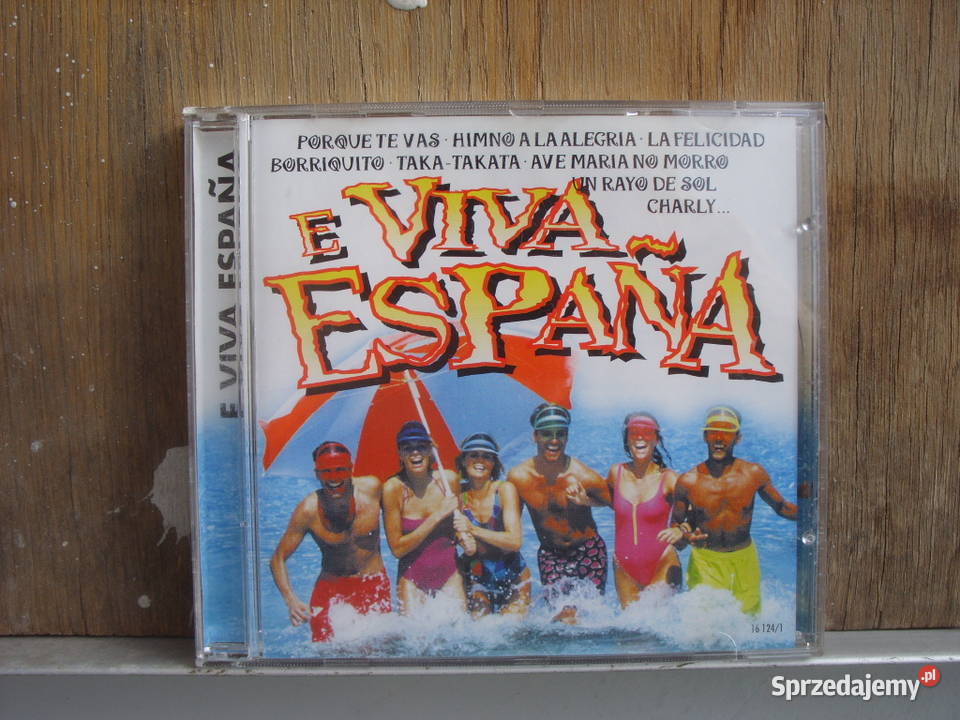 PORQUE TE VAS · HIMNO A LA ALEGRIA · LA FELICIDAD
BORRIQUITO · TAKA-TAKATA · AVE MARIA NO MORRO
UN RAYO DE SOL
CHARLY...
E VIVA
ESPAÑA
E VIVA ESPAÑA
16 124/1
Sprzedajemy.pl